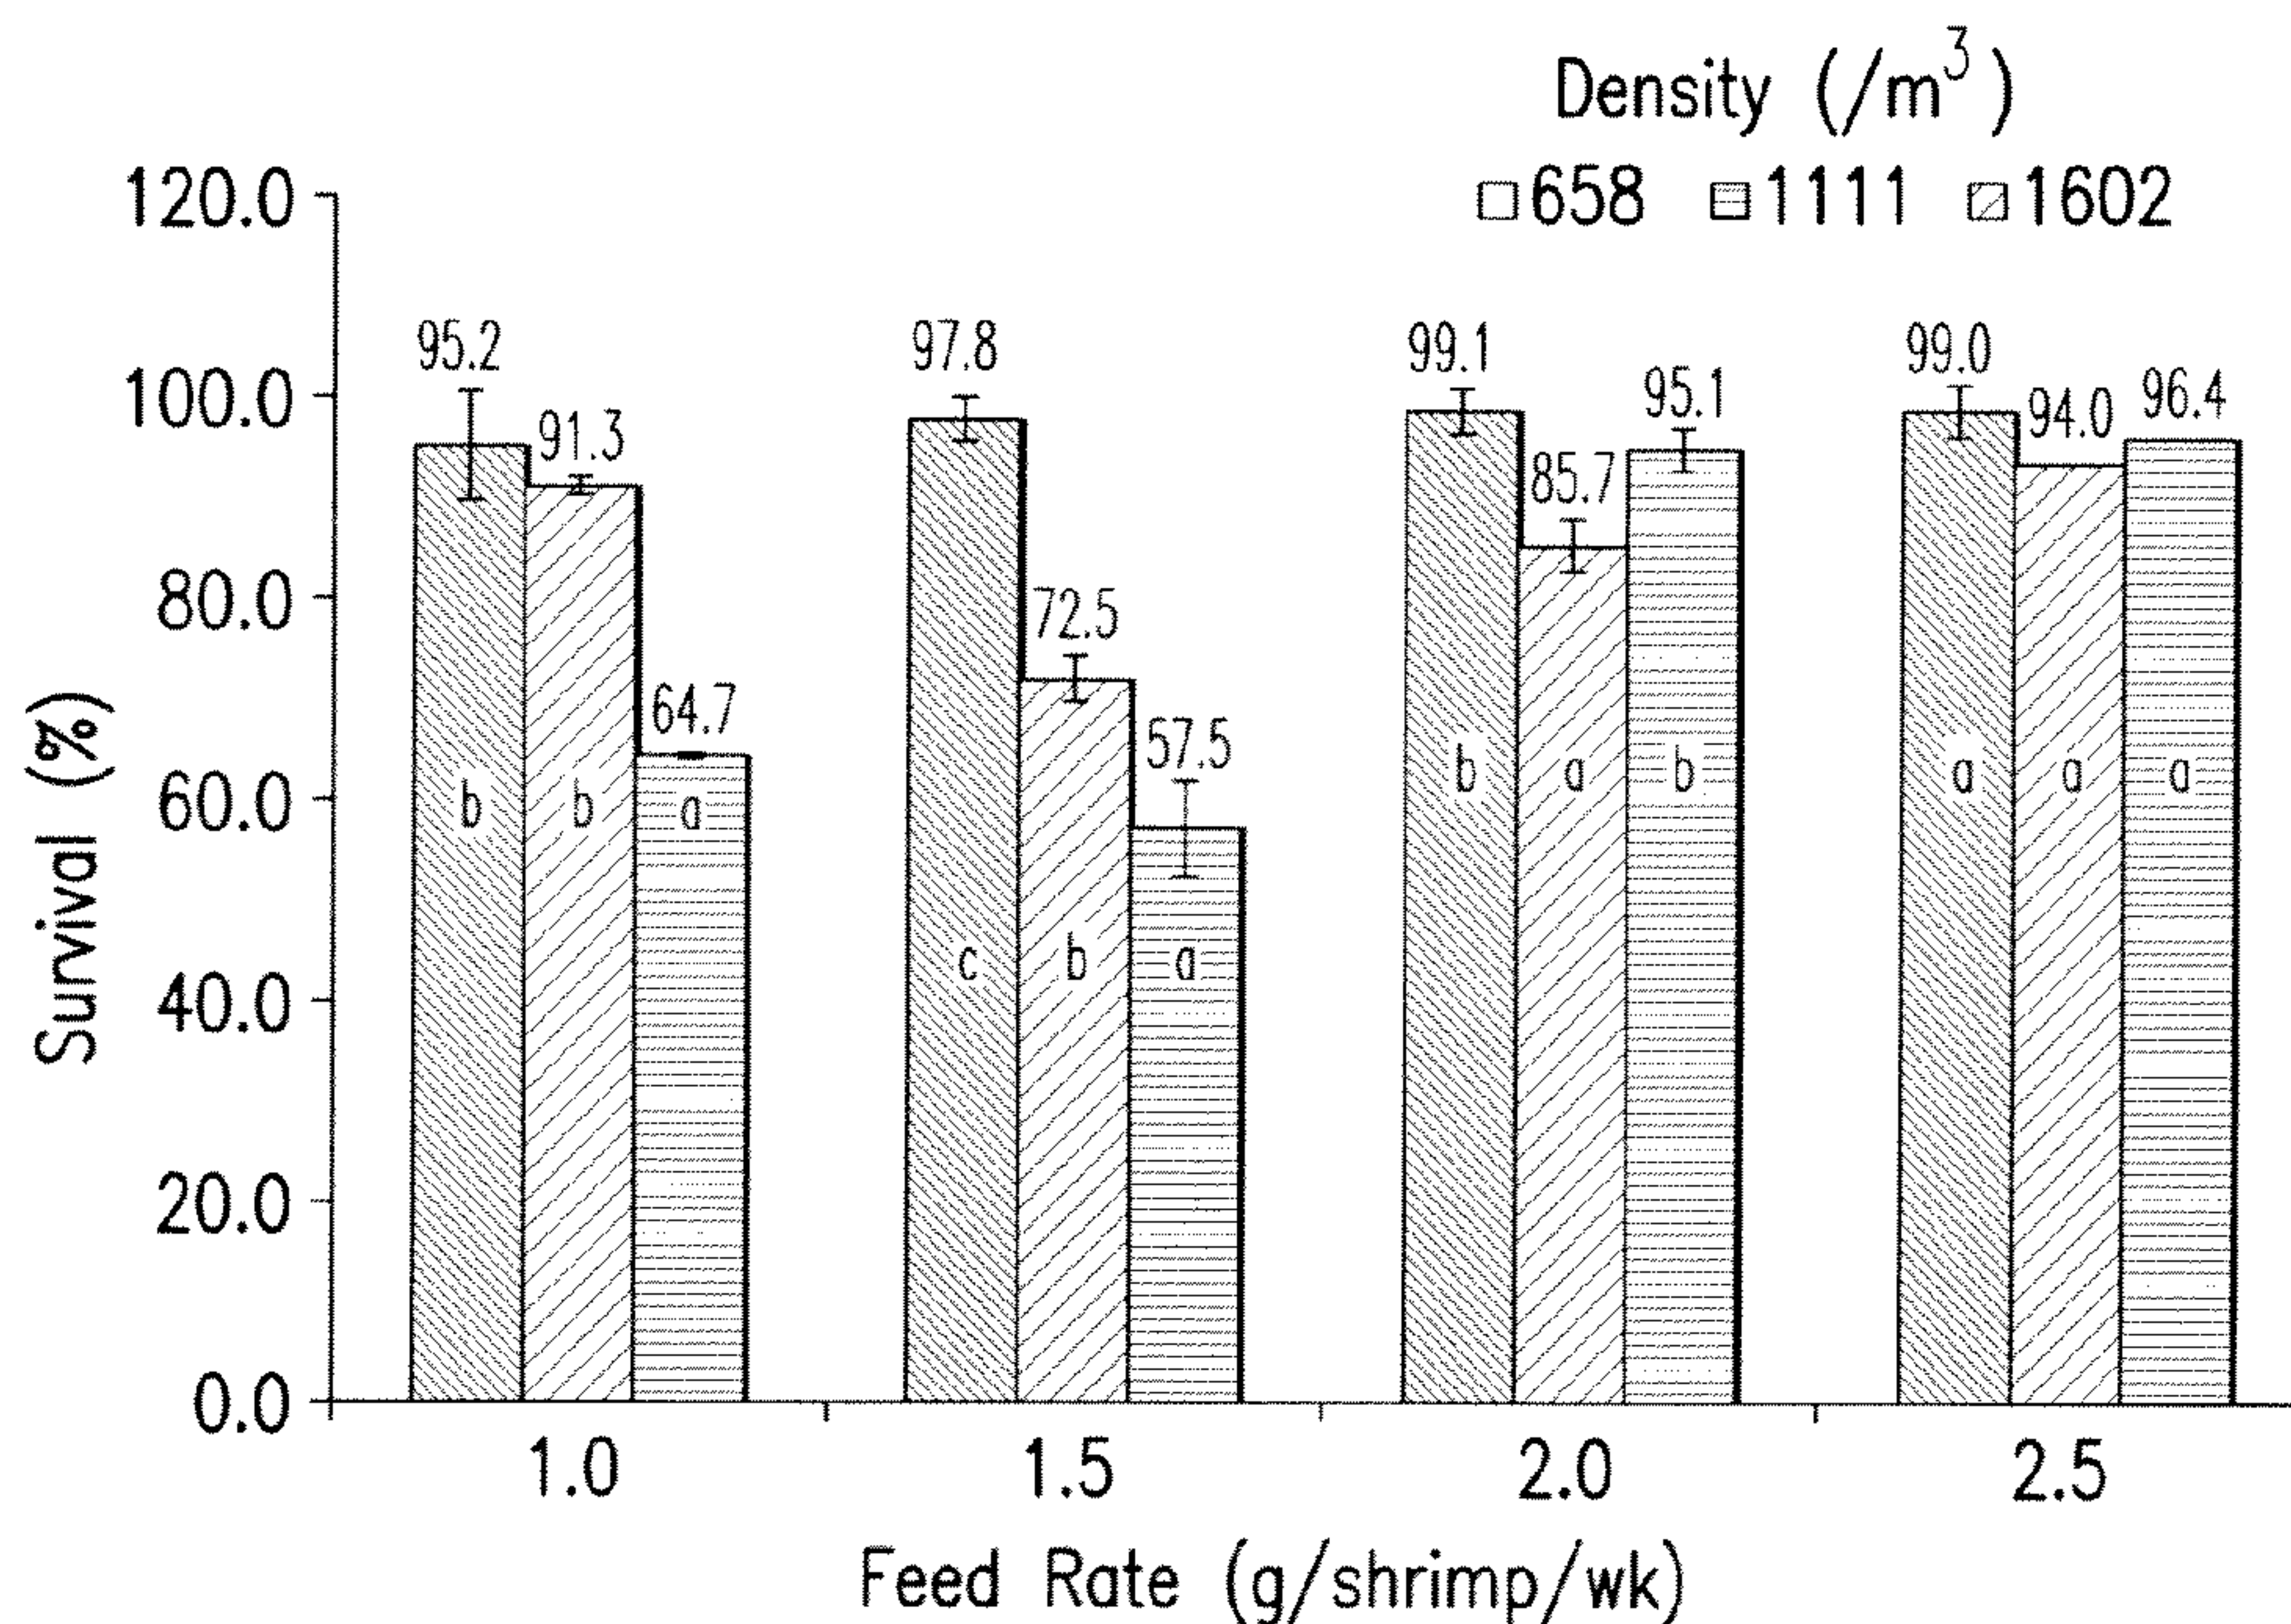 Density (/m³)
658 1111 1602
120.0
100.0
80.0
60.0
40.0
20.0
0.0
Survival (%)
95.2 91.3 64.7
97.8 72.5 57.5
99.1 85.7 95.1
99.0 94.0 96.4
b b a
c b a
b a b
a a a
1.0 1.5 2.0 2.5
Feed Rate (g/shrimp/wk)